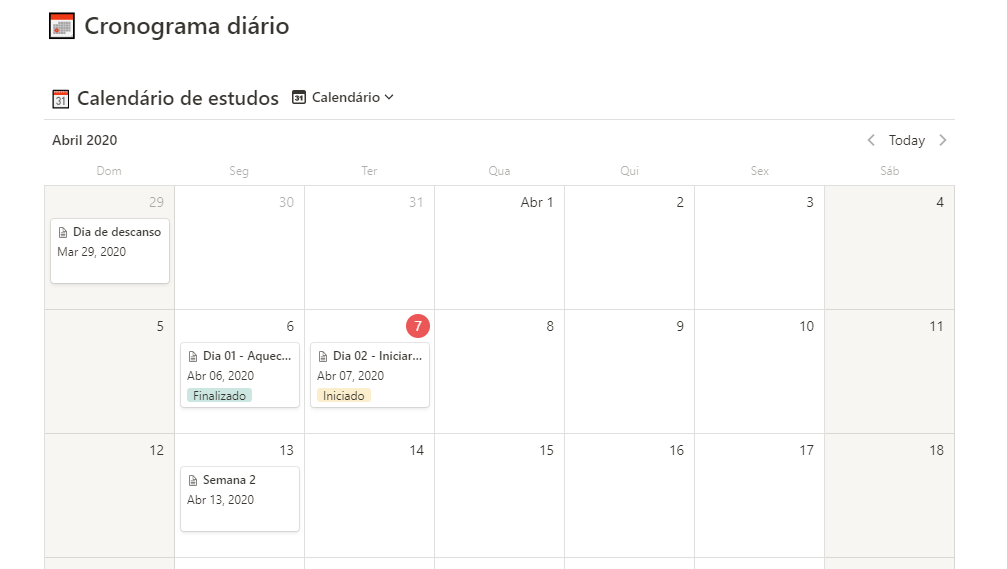 Cronograma diário
31 Calendário de estudos 31 Calendário
Abril 2020 Today
Dom Seg Ter Qua Qui Sex Sáb
29 30 31 Abr 1 2 3 4
Dia de descanso
Mar 29, 2020
5 6 7 8 9 10 11
Dia 01 - Aquec... Dia 02 - Iniciar...
Abr 06, 2020 Abr 07, 2020
Finalizado Iniciado
12 13 14 15 16 17 18
Semana 2
Abr 13, 2020